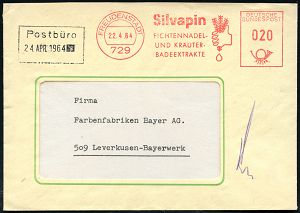 Postbüro
24 APR. 1964
FREUDENSTADT
22.4.64
729
Silvapin
FICHTENNADEL-
UND KRÄUTER-
BADEEXTRAKTE
DEUTSCHE
BUNDESPOST
020
Firma
Farbenfabriken Bayer AG.
509 Leverkusen-Bayerwerk